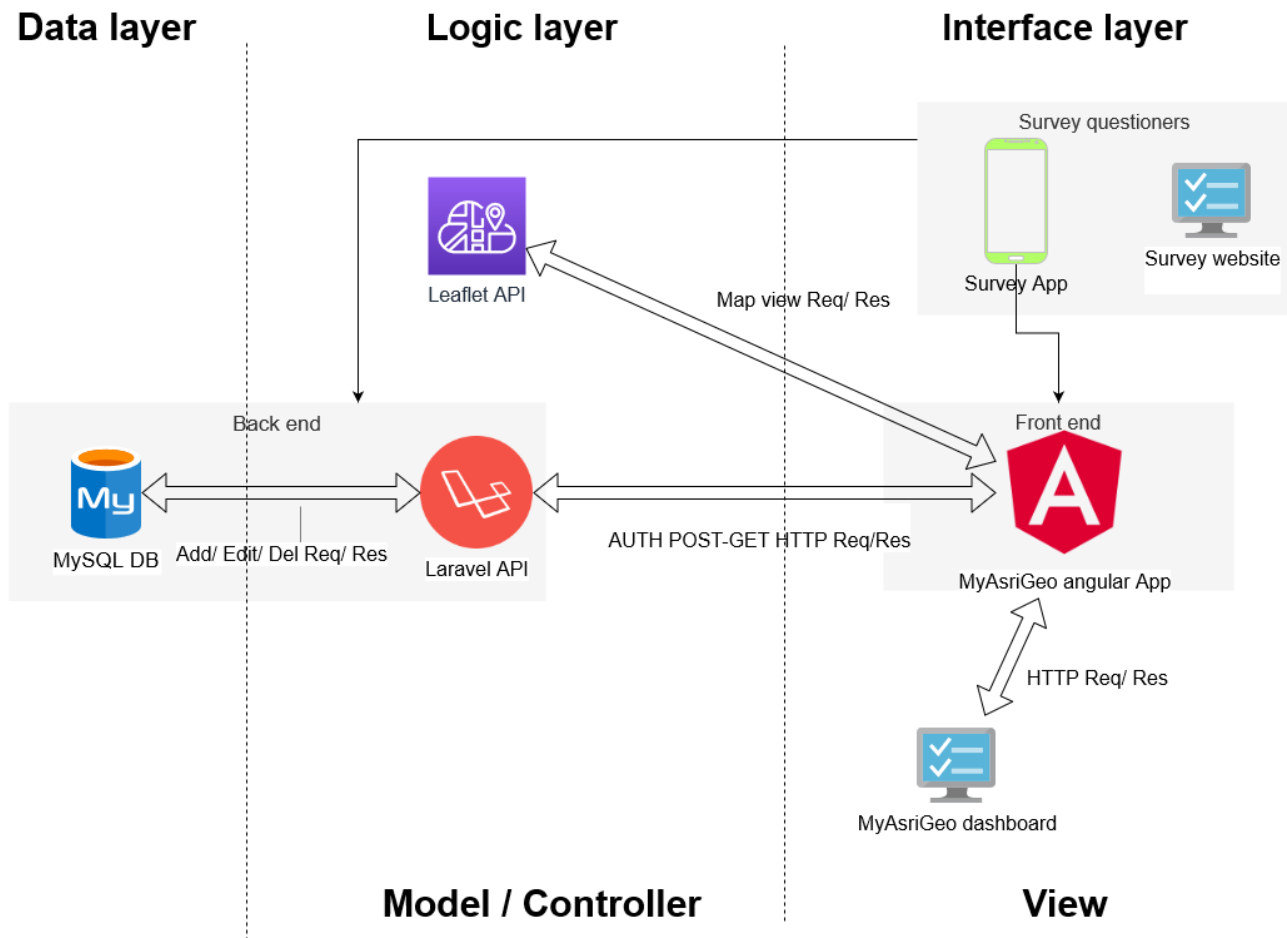 Data layer
Logic layer
Interface layer
Survey questioners
Survey App
Survey website
Leaflet API
Map view Req/ Res
Back end
Front end
My
MySQL DB
Add/ Edit/ Del Req/ Res
Laravel API
AUTH POST-GET HTTP Req/Res
A
MyAsriGeo angular App
HTTP Req/ Res
MyAsriGeo dashboard
Model / Controller
View